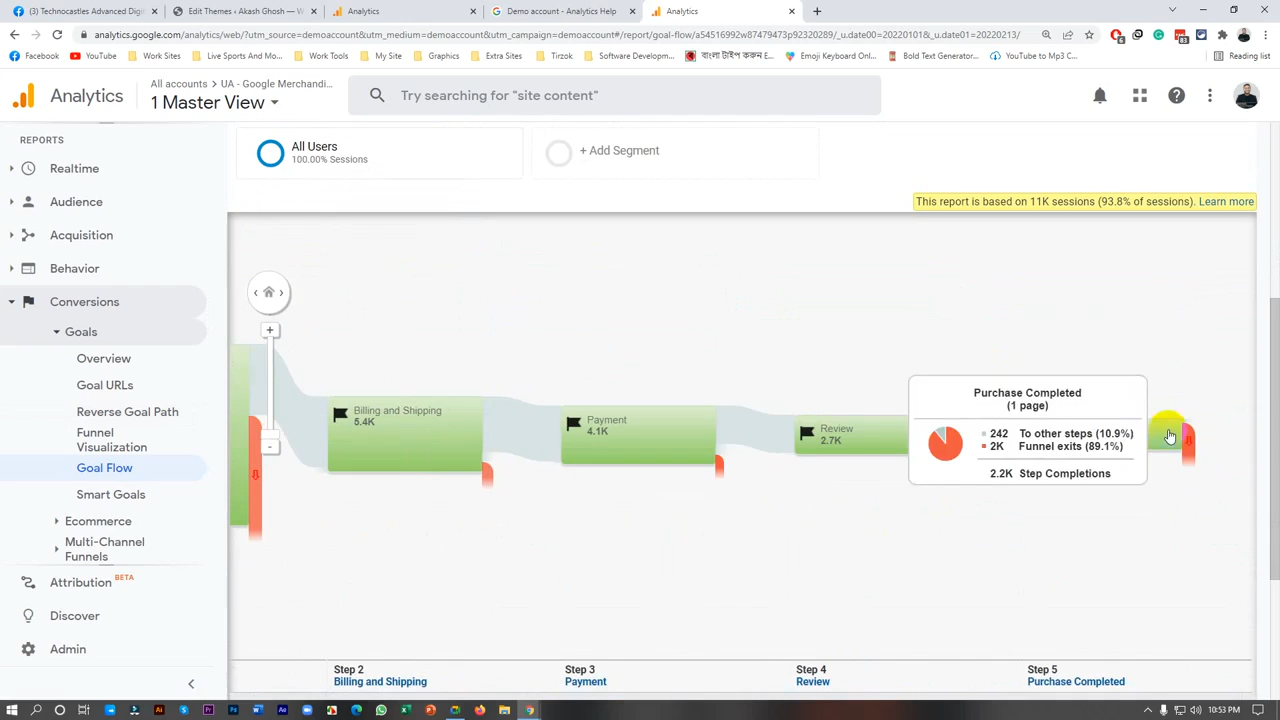 (3) Technocastles Advanced Digi
Edit Themes ‹ Akash Ghosh — W
Analytics
Demo account - Analytics Help
Analytics
analytics.google.com/analytics/web/?utm_source=demoaccount&utm_medium=demoaccount&utm_campaign=demoaccount#/report/goal-flow/a54516992w87479473p92320289/_u.date00=20220101&_u.date01=20220213/
Facebook
YouTube
Work Sites
Live Sports And Mo...
Work Tools
My Site
Graphics
Extra Sites
Tirzok
Software Developm...
বাংলা টাইপ করুন E...
Emoji Keyboard Onli...
Bold Text Generator...
YouTube to Mp3 C...
Reading list
Analytics
All accounts > UA - Google Merchandi...
1 Master View
Try searching for "site content"
REPORTS
Realtime
Audience
Acquisition
Behavior
Conversions
Goals
Overview
Goal URLs
Reverse Goal Path
Funnel
Visualization
Goal Flow
Smart Goals
Ecommerce
Multi-Channel
Funnels
Attribution BETA
Discover
Admin
All Users
100.00% Sessions
+ Add Segment
This report is based on 11K sessions (93.8% of sessions). Learn more
+
-
Billing and Shipping
5.4K
Payment
4.1K
Review
2.7K
Purchase Completed
(1 page)
242 To other steps (10.9%)
2K Funnel exits (89.1%)
2.2K Step Completions
Step 2
Billing and Shipping
Step 3
Payment
Step 4
Review
Step 5
Purchase Completed
10:53 PM